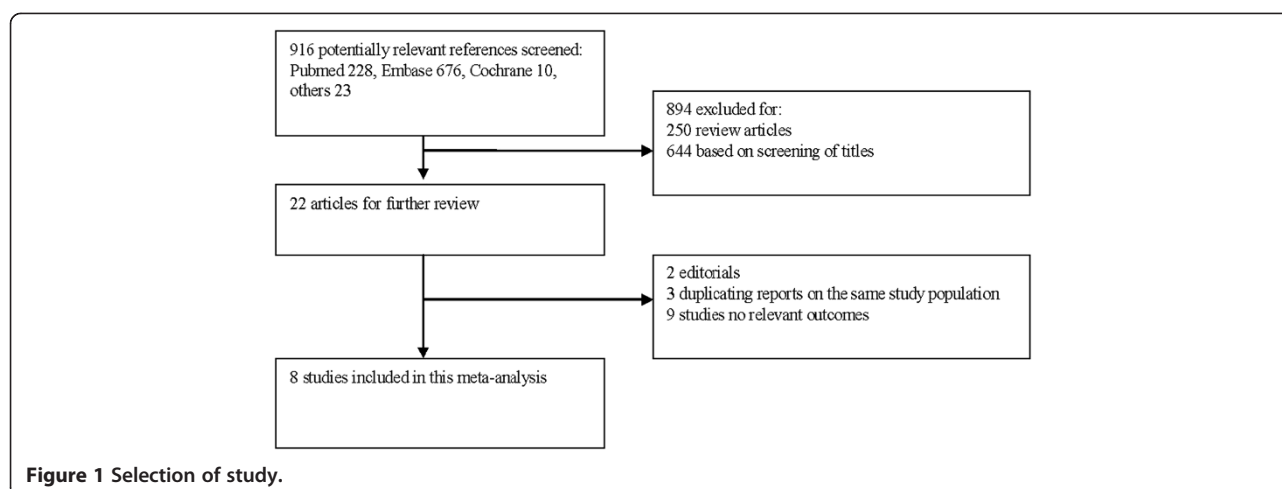 916 potentially relevant references screened:
Pubmed 228, Embase 676, Cochrane 10,
others 23
894 excluded for:
250 review articles
644 based on screening of titles
22 articles for further review
2 editorials
3 duplicating reports on the same study population
9 studies no relevant outcomes
8 studies included in this meta-analysis
Figure 1 Selection of study.